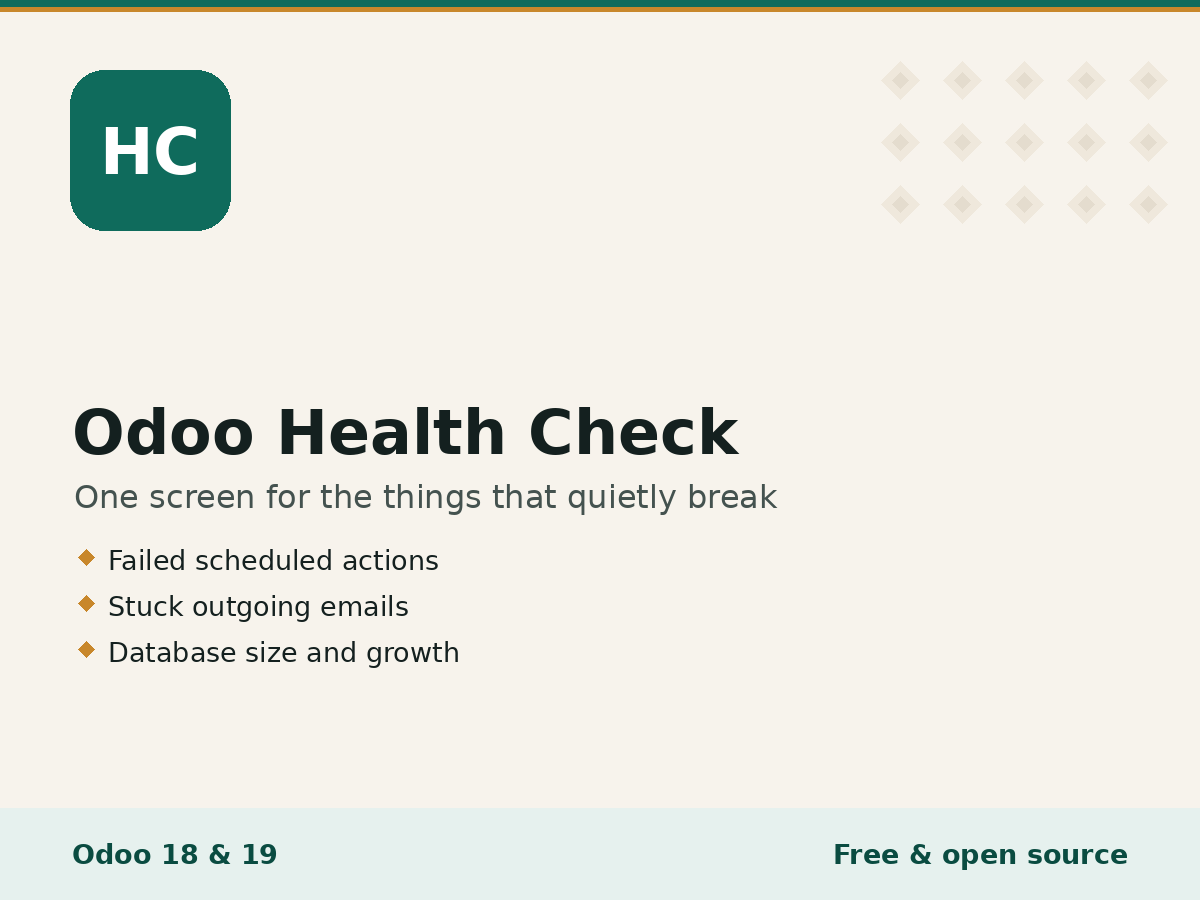 HC
Odoo Health Check
One screen for the things that quietly break
Failed scheduled actions
Stuck outgoing emails
Database size and growth
Odoo 18 & 19
Free & open source